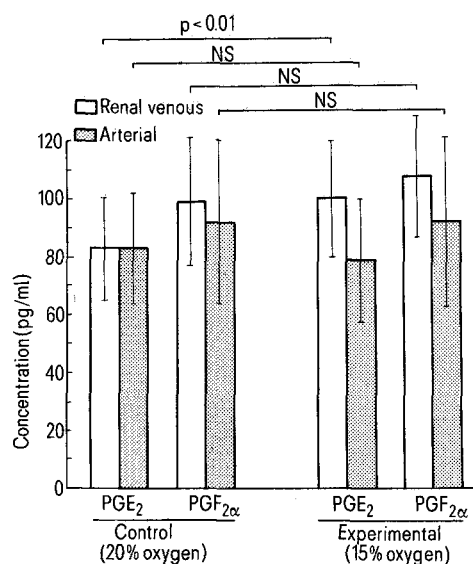 p<0.01
NS
NS
NS
Renal venous
Arterial
120
100
80
60
40
20
0
Concentration (pg/ml)
PGE₂ PGF₂α PGE₂ PGF₂α
Control Experimental
(20% oxygen) (15% oxygen)